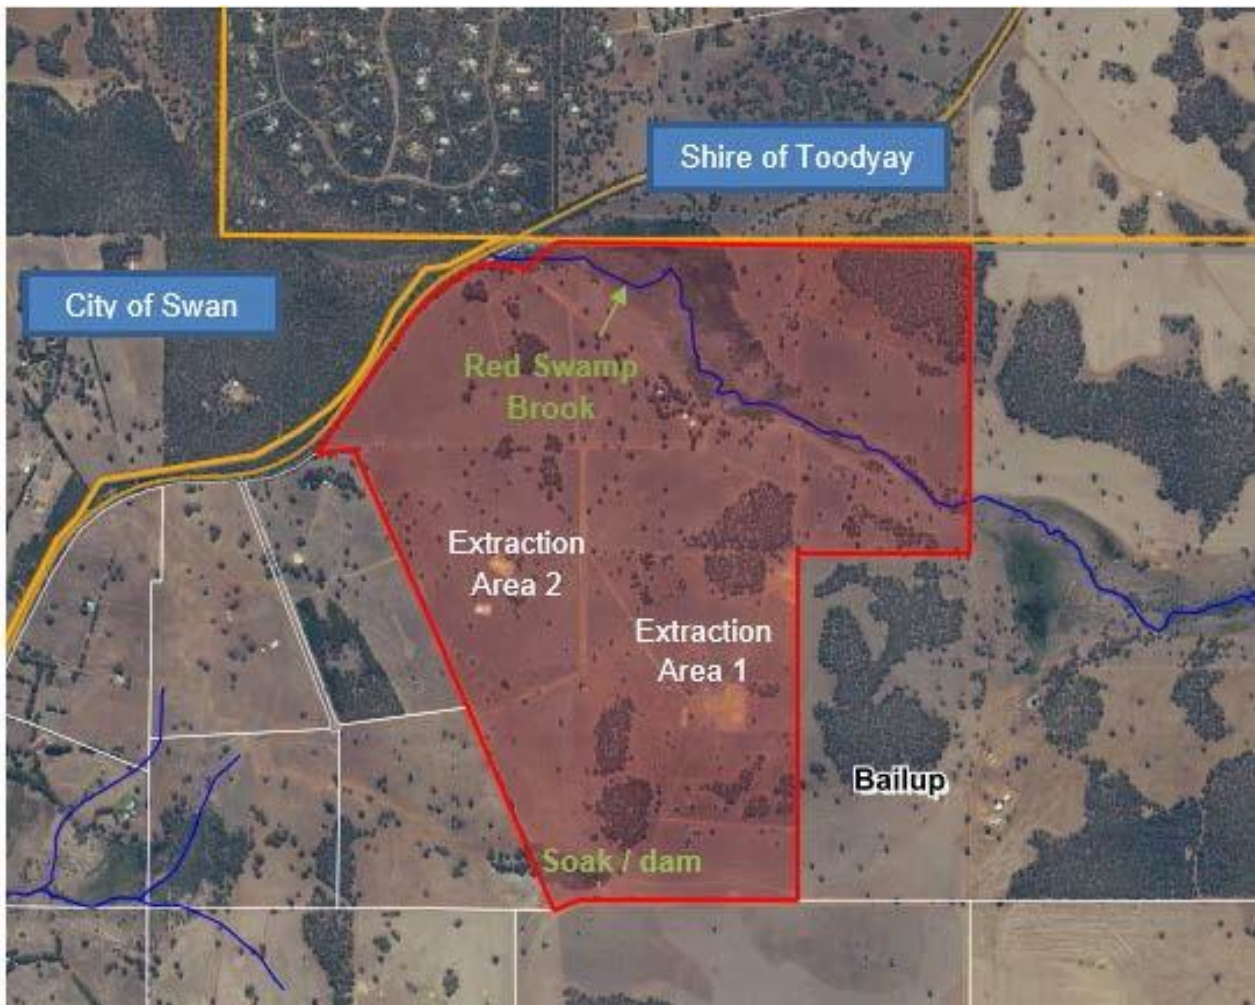 Shire of Toodyay
City of Swan
Red Swamp
Brook
Extraction
Area 2
Extraction
Area 1
Bailup
Soak / dam